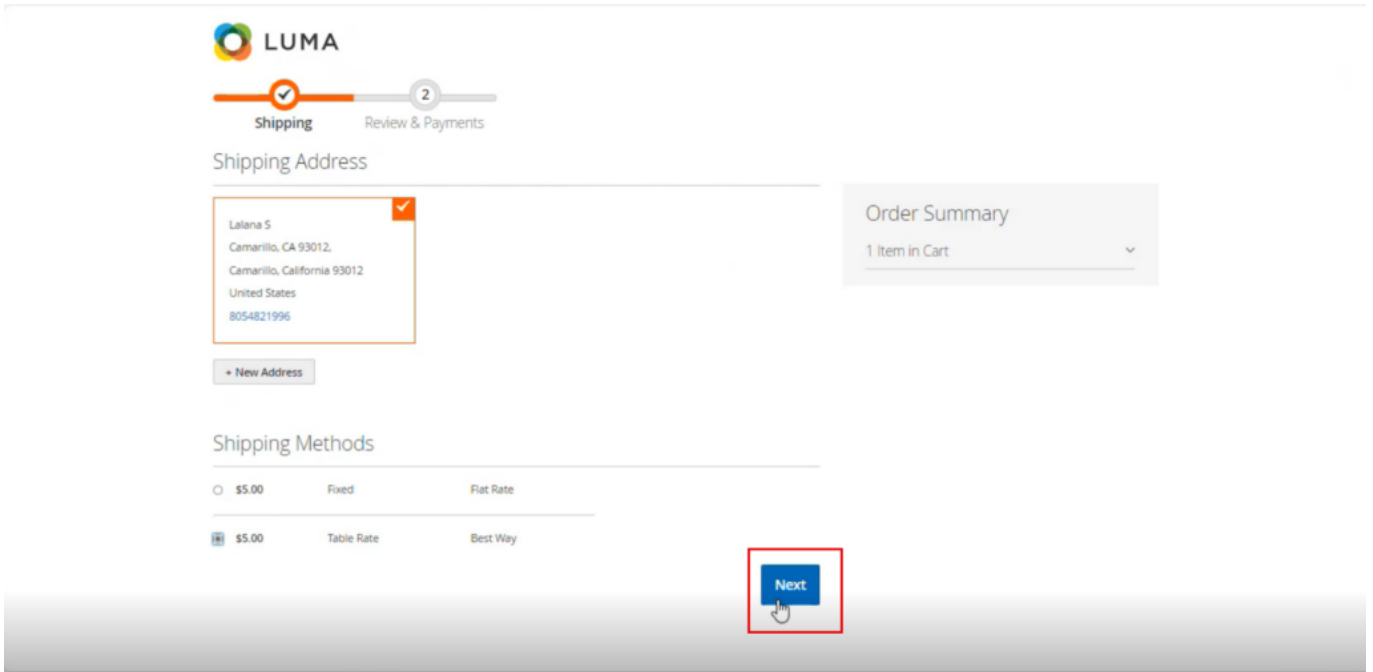 LUMA
2
Shipping
Review & Payments
Shipping Address
Lalana S
Camarillo, CA 93012,
Camarillo, California 93012
United States
8054821996
+ New Address
Order Summary
1 Item in Cart
Shipping Methods
$5.00 Fixed Flat Rate
$5.00 Table Rate Best Way
Next